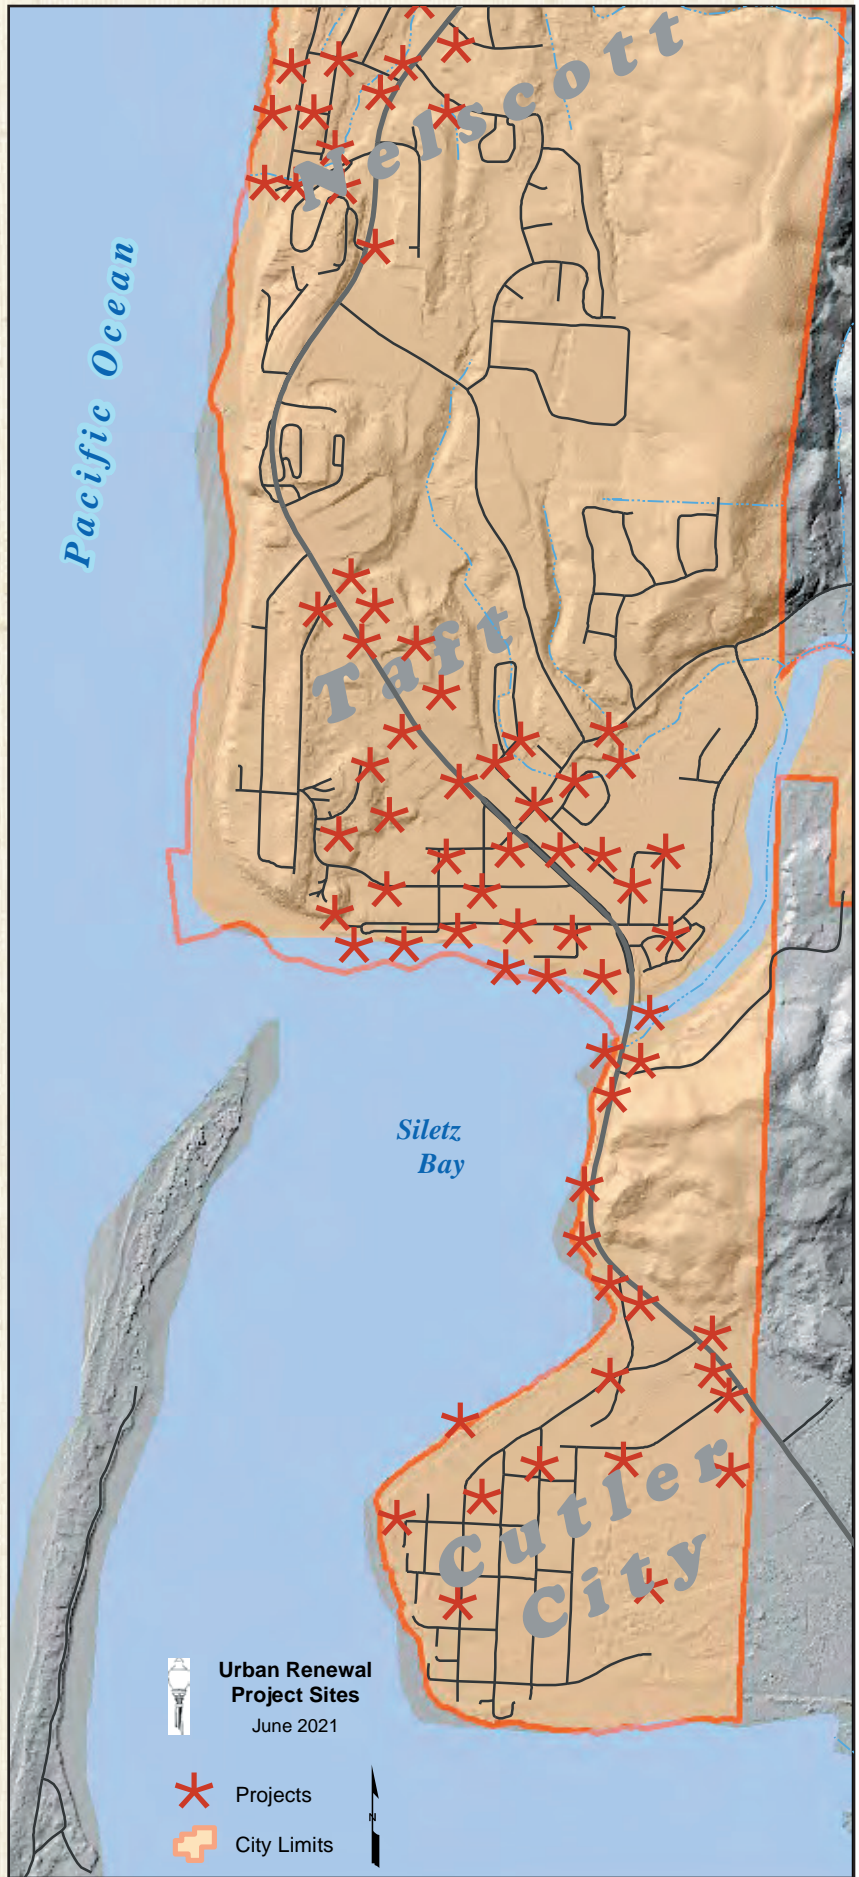 Nelscott
Pacific Ocean
Taft
Siletz
Bay
Cutler
City
Urban Renewal
Project Sites
June 2021
Projects
N
City Limits